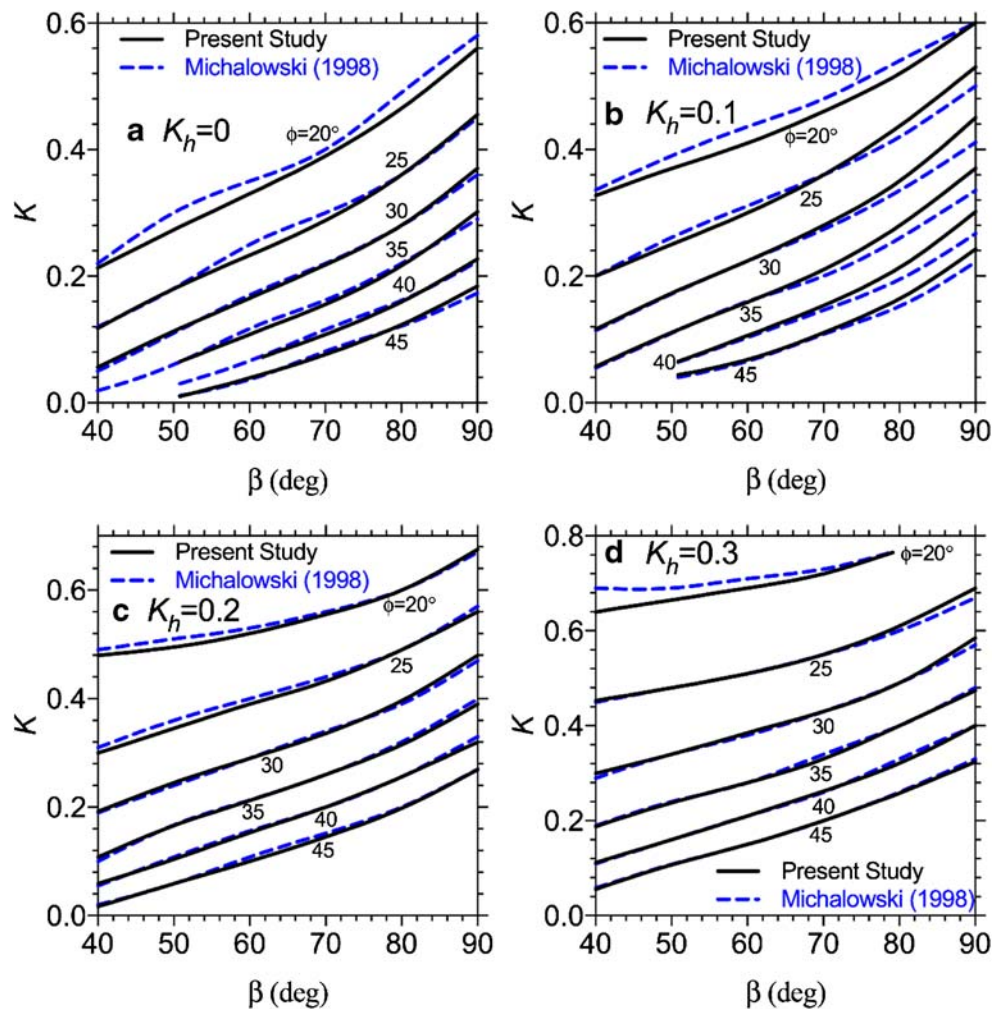 0.6
Present Study
Michalowski (1998)
a Kh=0
ϕ=20°
0.4
25
30
K
0.2
35
40
45
0.0
40 50 60 70 80 90
β (deg)
0.6
Present Study
Michalowski (1998)
b Kh=0.1
ϕ=20°
0.4
25
K
30
0.2
35
40
45
0.0
40 50 60 70 80 90
β (deg)
Present Study
Michalowski (1998)
0.6
c Kh=0.2
ϕ=20°
25
0.4
K
30
0.2
35
40
45
0.0
40 50 60 70 80 90
β (deg)
0.8
d Kh=0.3
ϕ=20°
0.6
25
K
0.4
30
35
40
0.2
45
Present Study
Michalowski (1998)
0.0
40 50 60 70 80 90
β (deg)